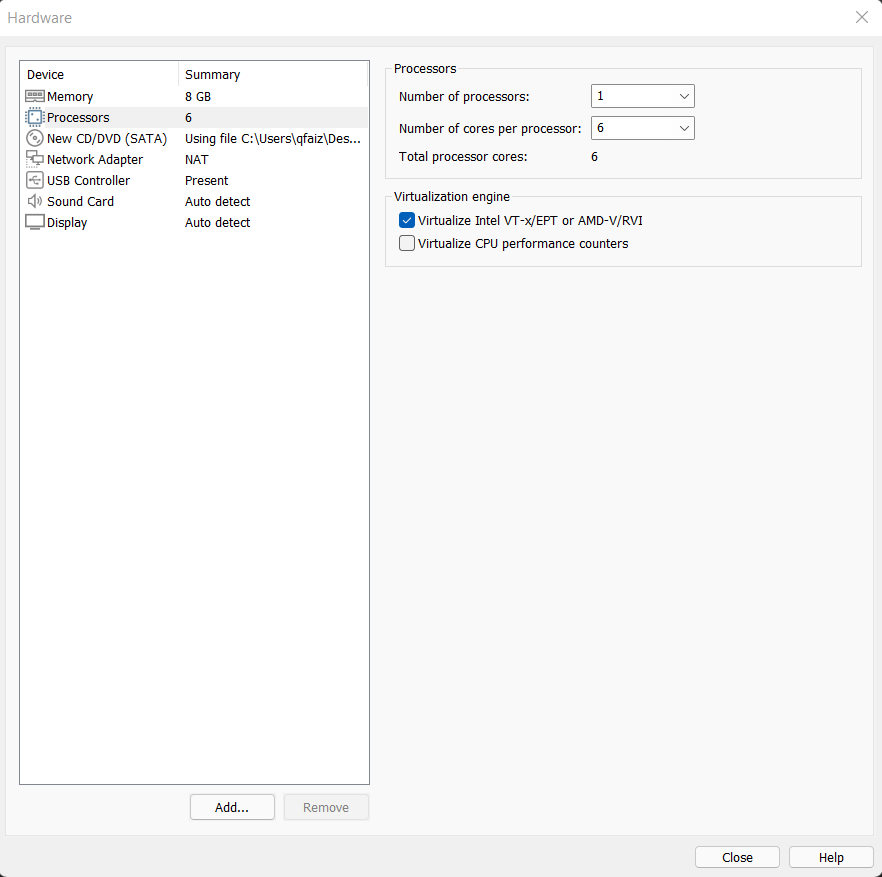 Hardware
Device Summary
Memory 8 GB
Processors 6
New CD/DVD (SATA) Using file C:\Users\qfaiz\Des...
Network Adapter NAT
USB Controller Present
Sound Card Auto detect
Display Auto detect
Add... Remove
Processors
Number of processors: 1
Number of cores per processor: 6
Total processor cores: 6
Virtualization engine
Virtualize Intel VT-x/EPT or AMD-V/RVI
Virtualize CPU performance counters
Close Help